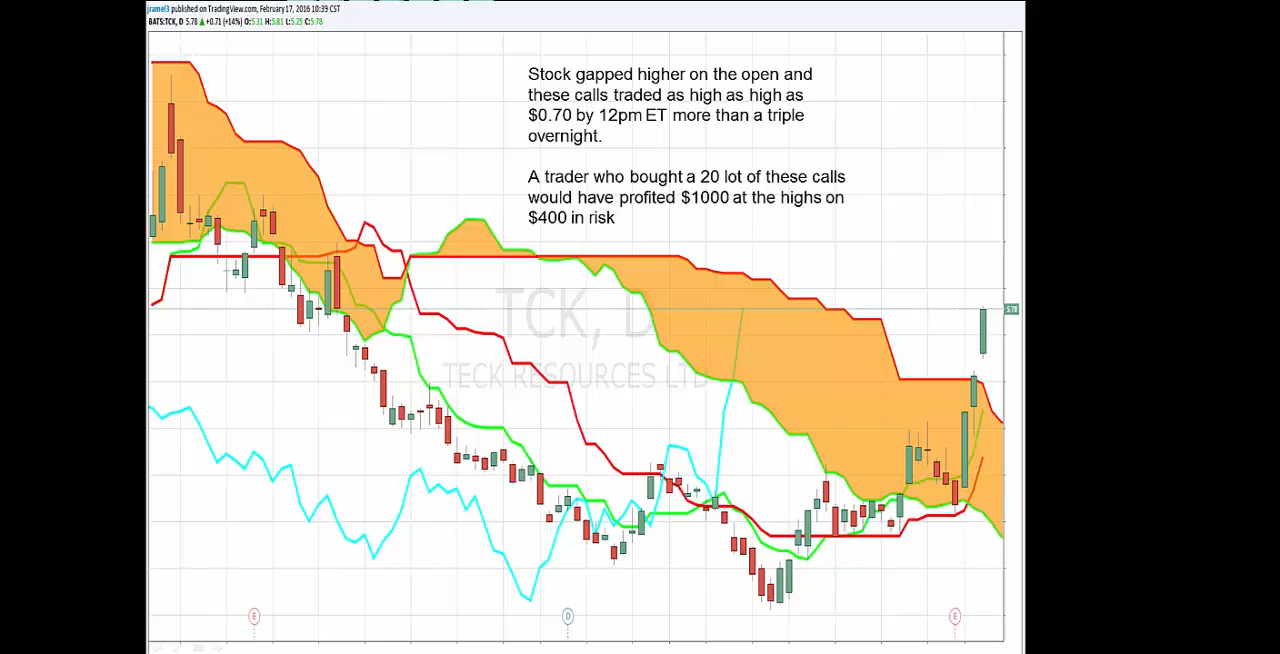 jramel3 published on TradingView.com, February 17, 2016 10:39 CST
BATS:TCK, D 5.78 ▲ +0.71 (+14%) O:5.31 H:5.81 L:5.25 C:5.78
Stock gapped higher on the open and
these calls traded as high as high as
$0.70 by 12pm ET more than a triple
overnight.
A trader who bought a 20 lot of these calls
would have profited $1000 at the highs on
$400 in risk
TCK, D
TECK RESOURCES LTD
5.78
E
D
E